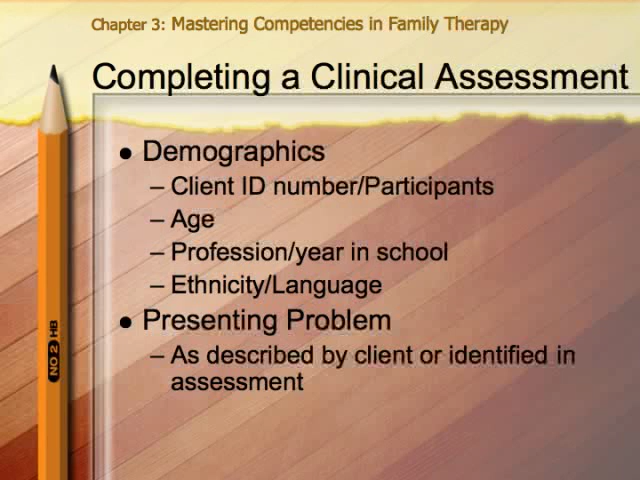 Chapter 3: Mastering Competencies in Family Therapy
Completing a Clinical Assessment
● Demographics
– Client ID number/Participants
– Age
– Profession/year in school
– Ethnicity/Language
● Presenting Problem
– As described by client or identified in
assessment
NO 2 HB